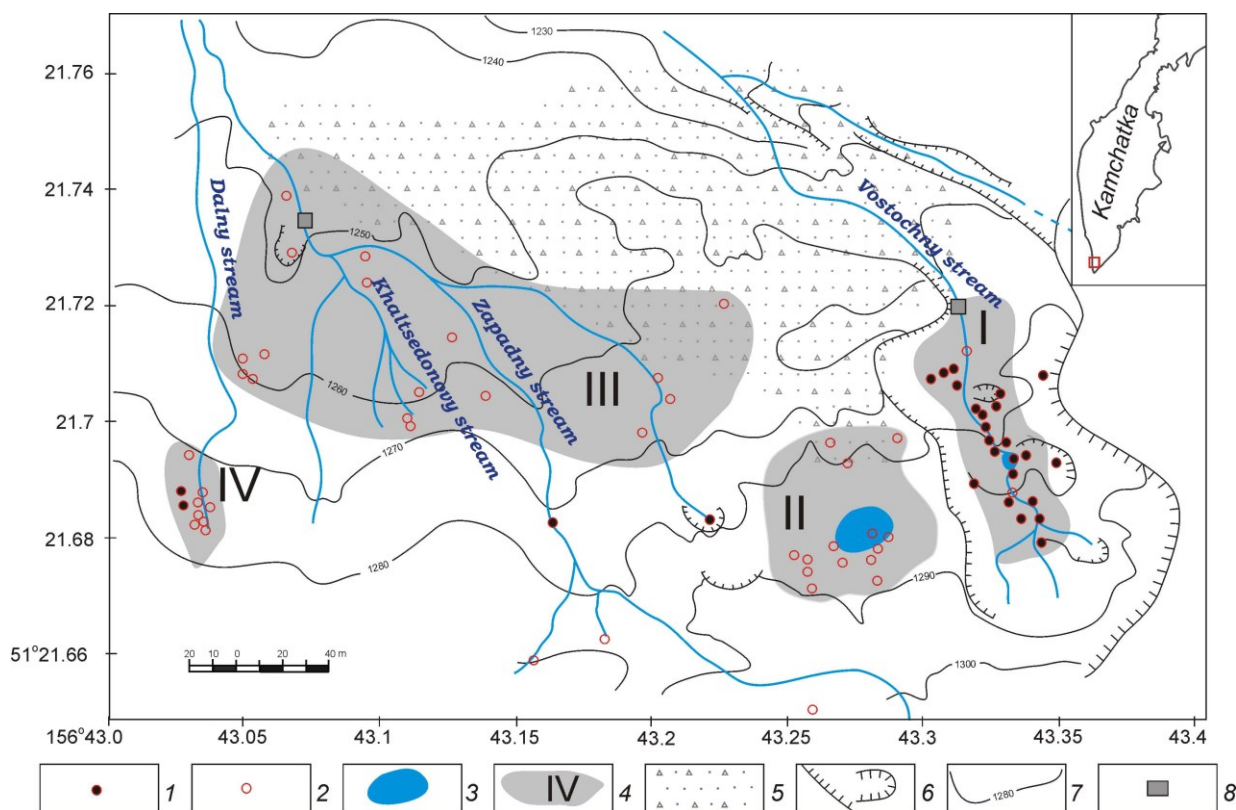 1230
1240
21.76
21.74
21.72
21.7
21.68
51°21.66
Kamchatka
Dalny stream
Khaltsedonovy stream
Zapadny stream
Vostochny stream
1250
1260
1270
1280
1290
1300
I
II
III
IV
20 10 0 20 40 m
156°43.0 43.05 43.1 43.15 43.2 43.25 43.3 43.35 43.4
1 2 3 IV 4 5 6 1280 7 8